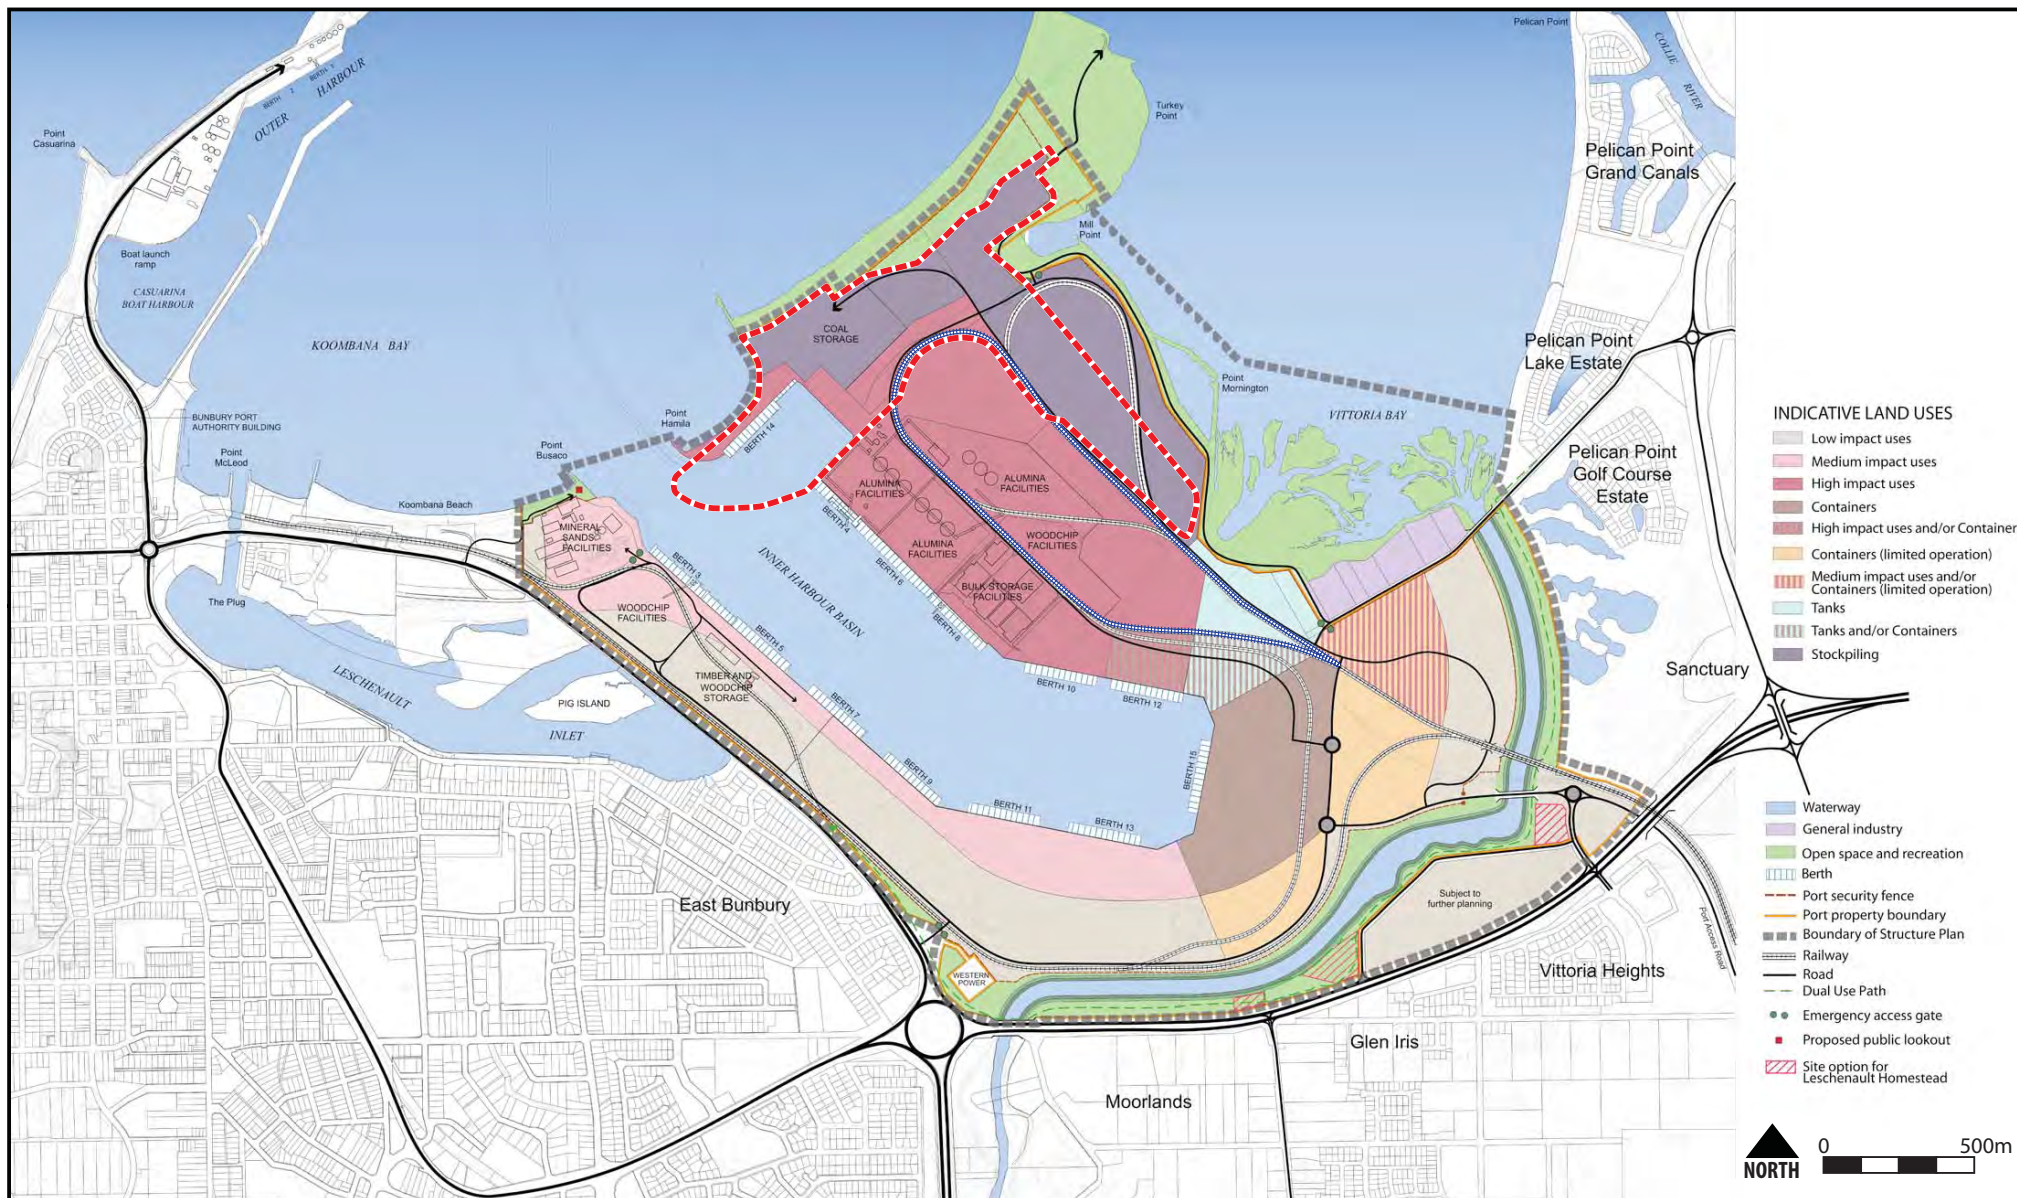 Pelican Point
COLLIE
RIVER
BERTH 1
BERTH 2
HARBOUR
OUTER
Point
Casuarina
Turkey
Point
Pelican Point
Grand Canals
Mill
Point
Boat launch
ramp
CASUARINA
BOAT HARBOUR
KOOMBANA BAY
COAL
STORAGE
Pelican Point
Lake Estate
Point
Mornington
VITTORIA BAY
BUNBURY PORT
AUTHORITY BUILDING
Point
Hamila
BERTH 14
Point
McLeod
Point
Busaco
Pelican Point
Golf Course
Estate
Koombana Beach
ALUMINA
FACILITIES
ALUMINA
FACILITIES
BERTH 4
MINERAL
SANDS
FACILITIES
ALUMINA
FACILITIES
WOODCHIP
FACILITIES
BERTH 3
BERTH 6
INNER HARBOUR BASIN
BULK STORAGE
FACILITIES
The Plug
WOODCHIP
FACILITIES
BERTH 5
BERTH 8
LESCHENAULT
INLET
PIG ISLAND
TIMBER AND
WOODCHIP
STORAGE
BERTH 7
BERTH 10
BERTH 12
Sanctuary
BERTH 9
BERTH 15
BERTH 11
BERTH 13
East Bunbury
Subject to
further planning
Port Access Road
WESTERN
POWER
Vittoria Heights
Glen Iris
Moorlands
INDICATIVE LAND USES
Low impact uses
Medium impact uses
High impact uses
Containers
High impact uses and/or Container
Containers (limited operation)
Medium impact uses and/or
Containers (limited operation)
Tanks
Tanks and/or Containers
Stockpiling
Waterway
General industry
Open space and recreation
Berth
Port security fence
Port property boundary
Boundary of Structure Plan
Railway
Road
Dual Use Path
Emergency access gate
Proposed public lookout
Site option for
Leschenault Homestead
NORTH
0 500m